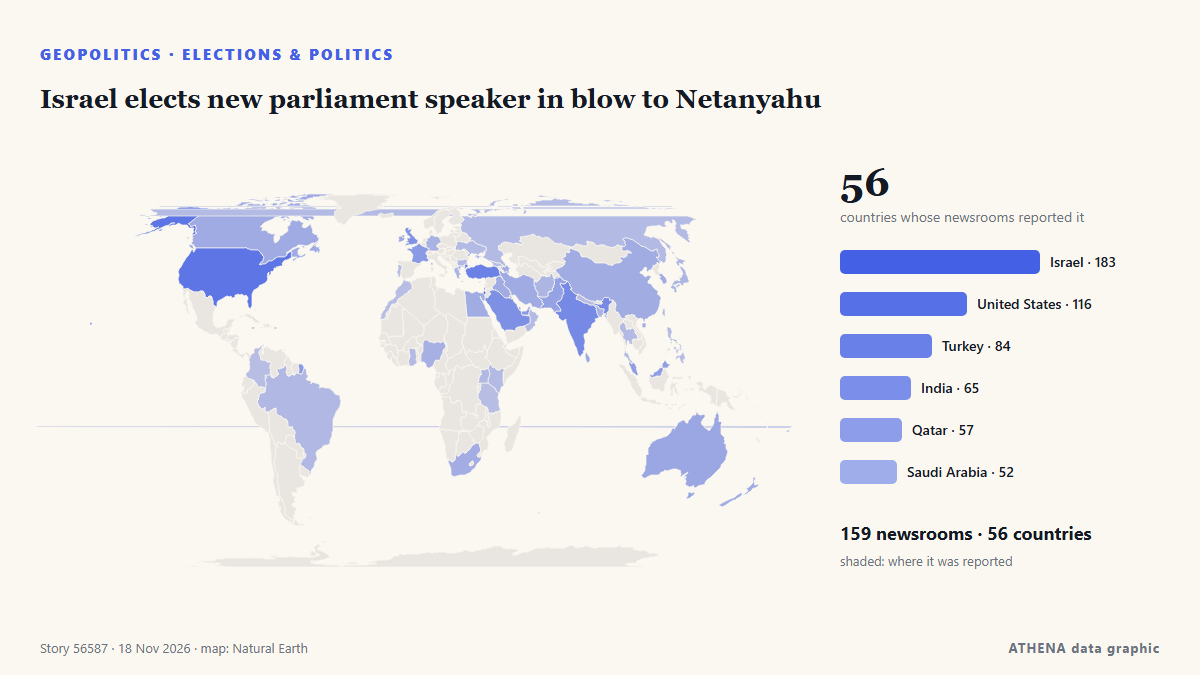 GEOPOLITICS · ELECTIONS & POLITICS
Israel elects new parliament speaker in blow to Netanyahu
56
countries whose newsrooms reported it
Israel · 183
United States · 116
Turkey · 84
India · 65
Qatar · 57
Saudi Arabia · 52
159 newsrooms · 56 countries
shaded: where it was reported
Story 56587 · 18 Nov 2026 · map: Natural Earth
ATHENA data graphic